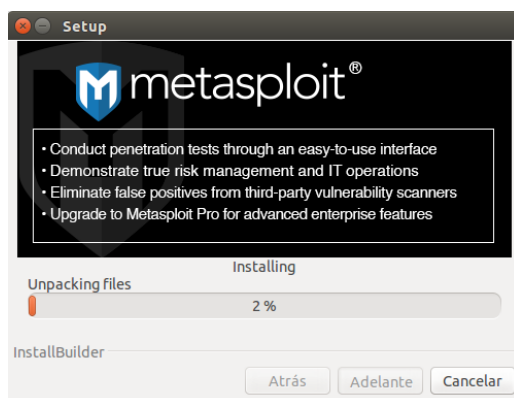 Setup
metasploit®
• Conduct penetration tests through an easy-to-use interface
• Demonstrate true risk management and IT operations
• Eliminate false positives from third-party vulnerability scanners
• Upgrade to Metasploit Pro for advanced enterprise features
Installing
Unpacking files
2 %
InstallBuilder
Atrás Adelante Cancelar